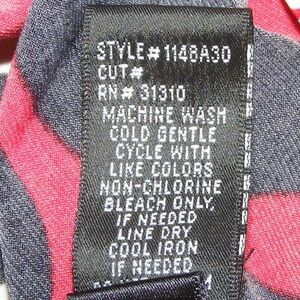 STYLE# 1148A30
CUT#
RN# 31310
MACHINE WASH
COLD GENTLE
CYCLE WITH
LIKE COLORS
NON-CHLORINE
BLEACH ONLY,
IF NEEDED
LINE DRY
COOL IRON
IF NEEDED